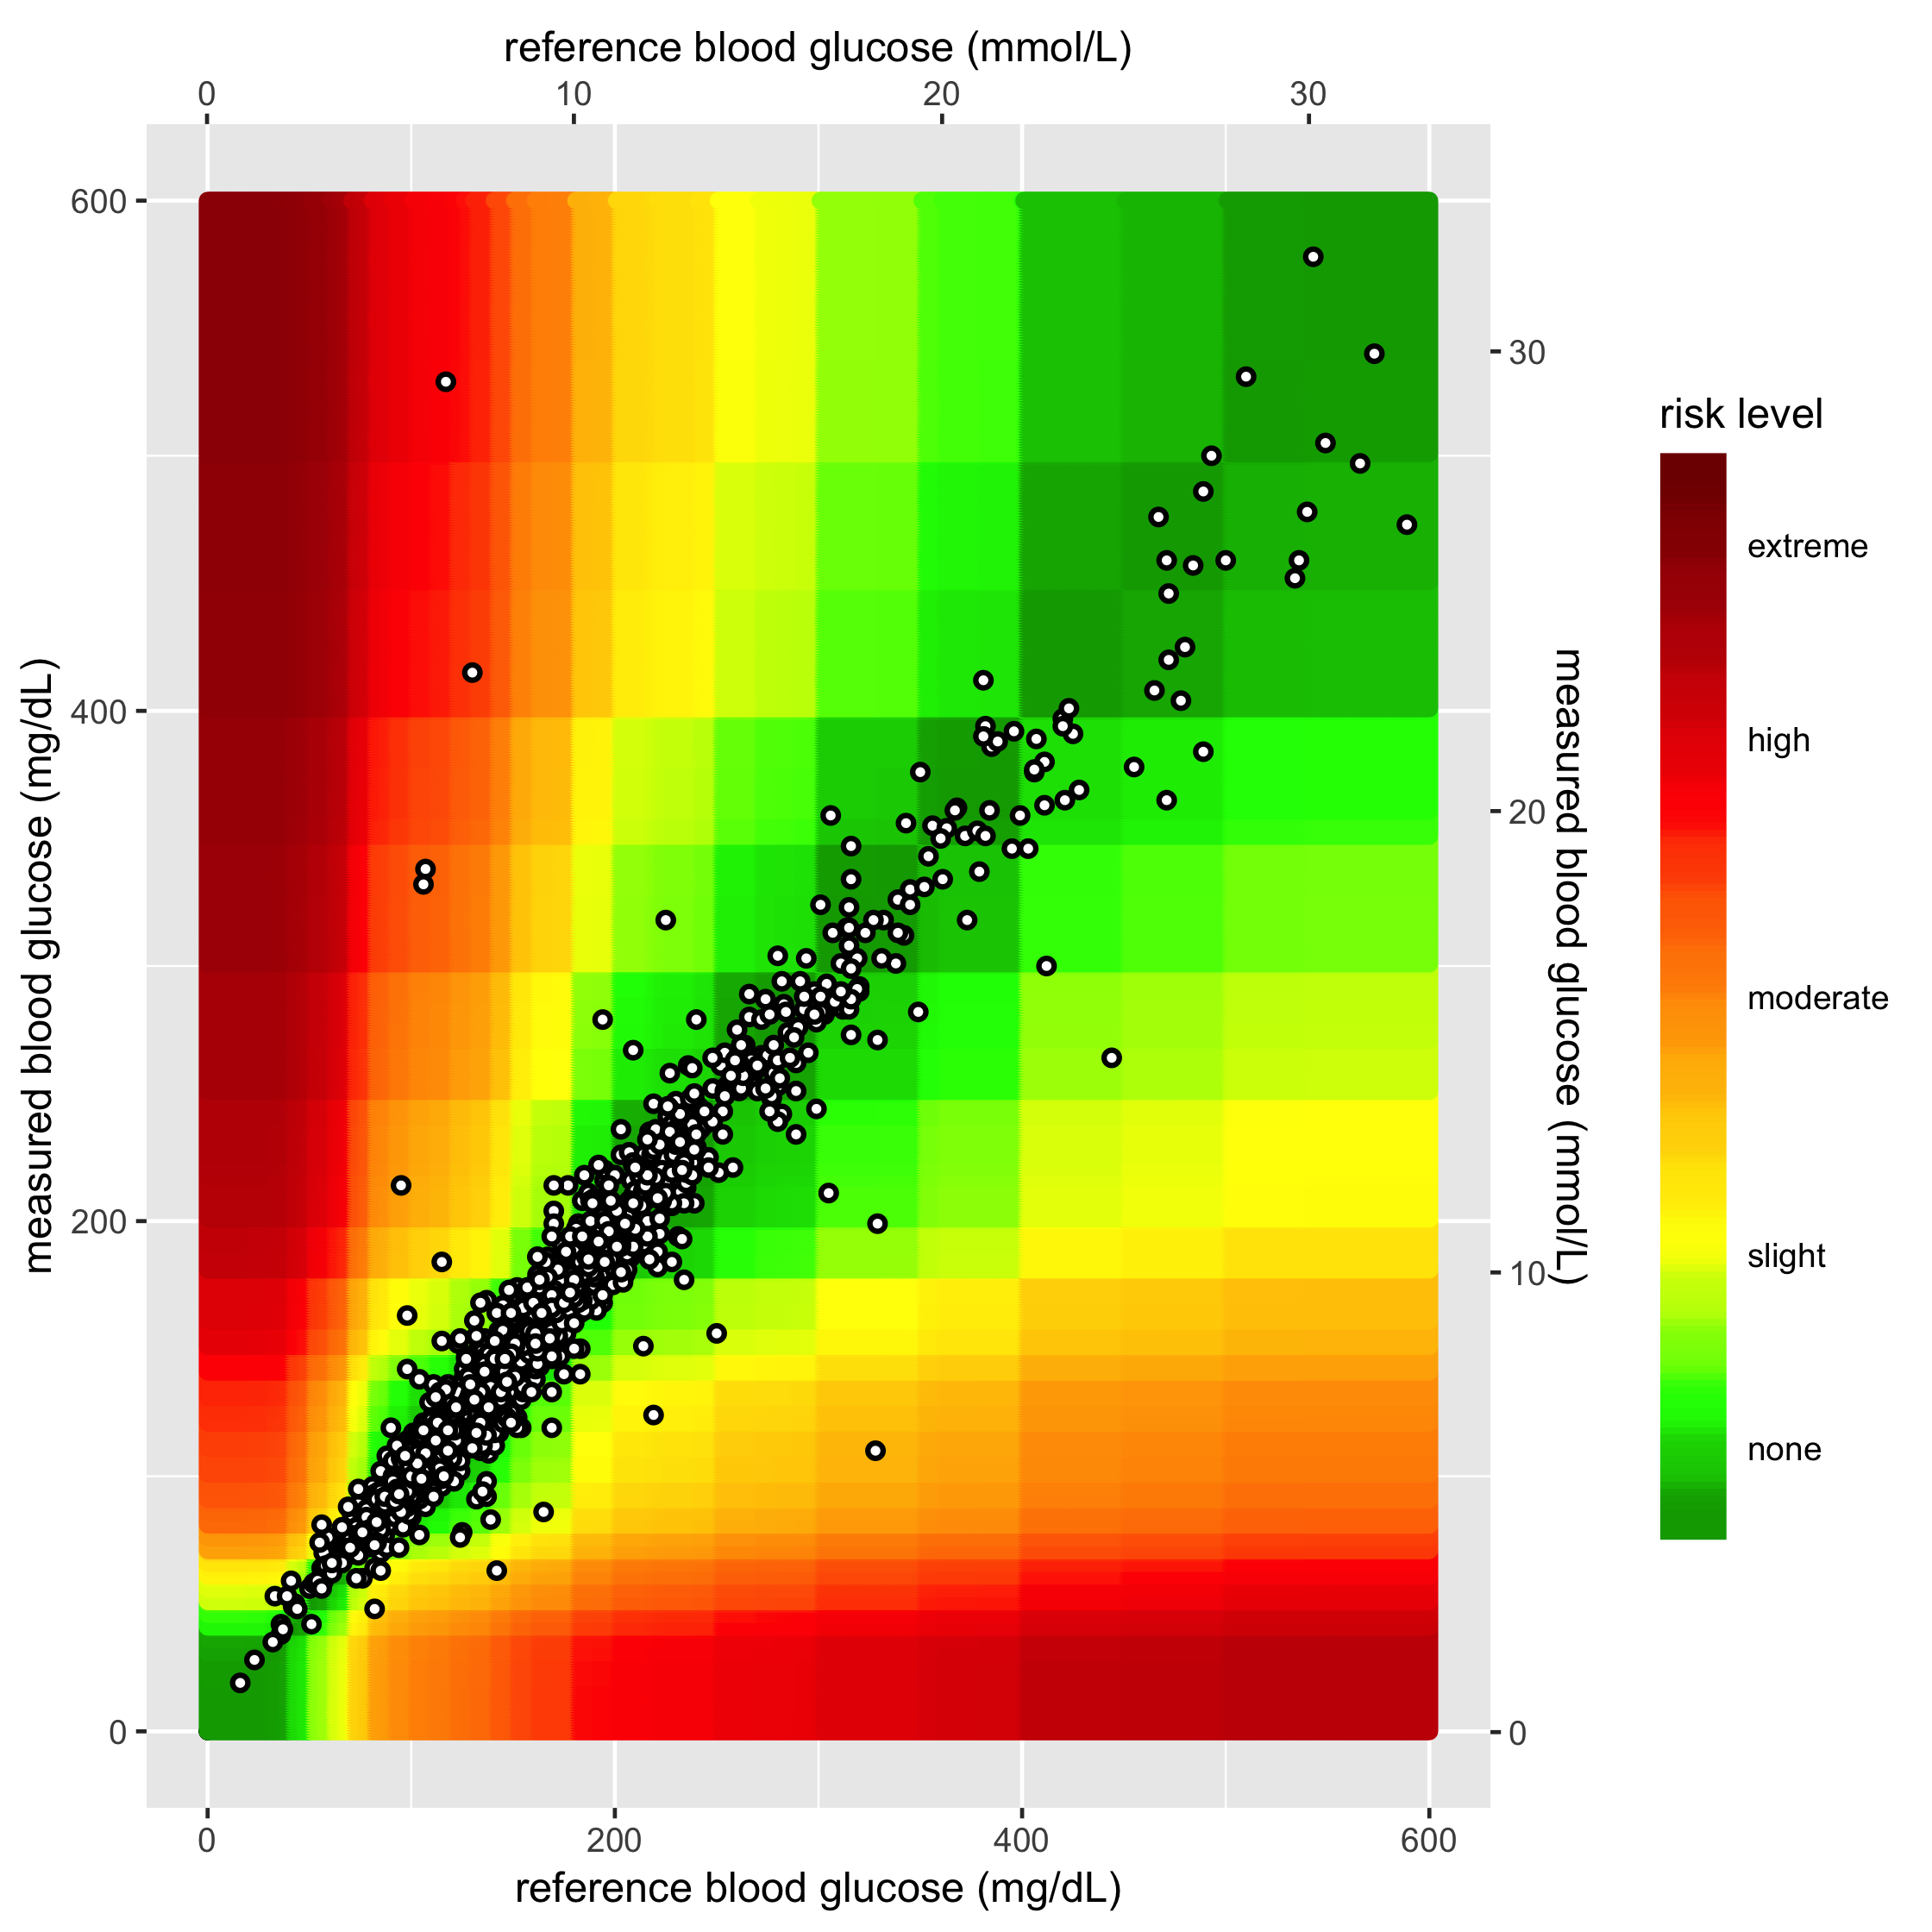 reference blood glucose (mmol/L)
0 10 20 30
600
400
200
0
measured blood glucose (mg/dL)
30
20
10
0
measured blood glucose (mmol/L)
0 200 400 600
reference blood glucose (mg/dL)
risk level
extreme
high
moderate
slight
none